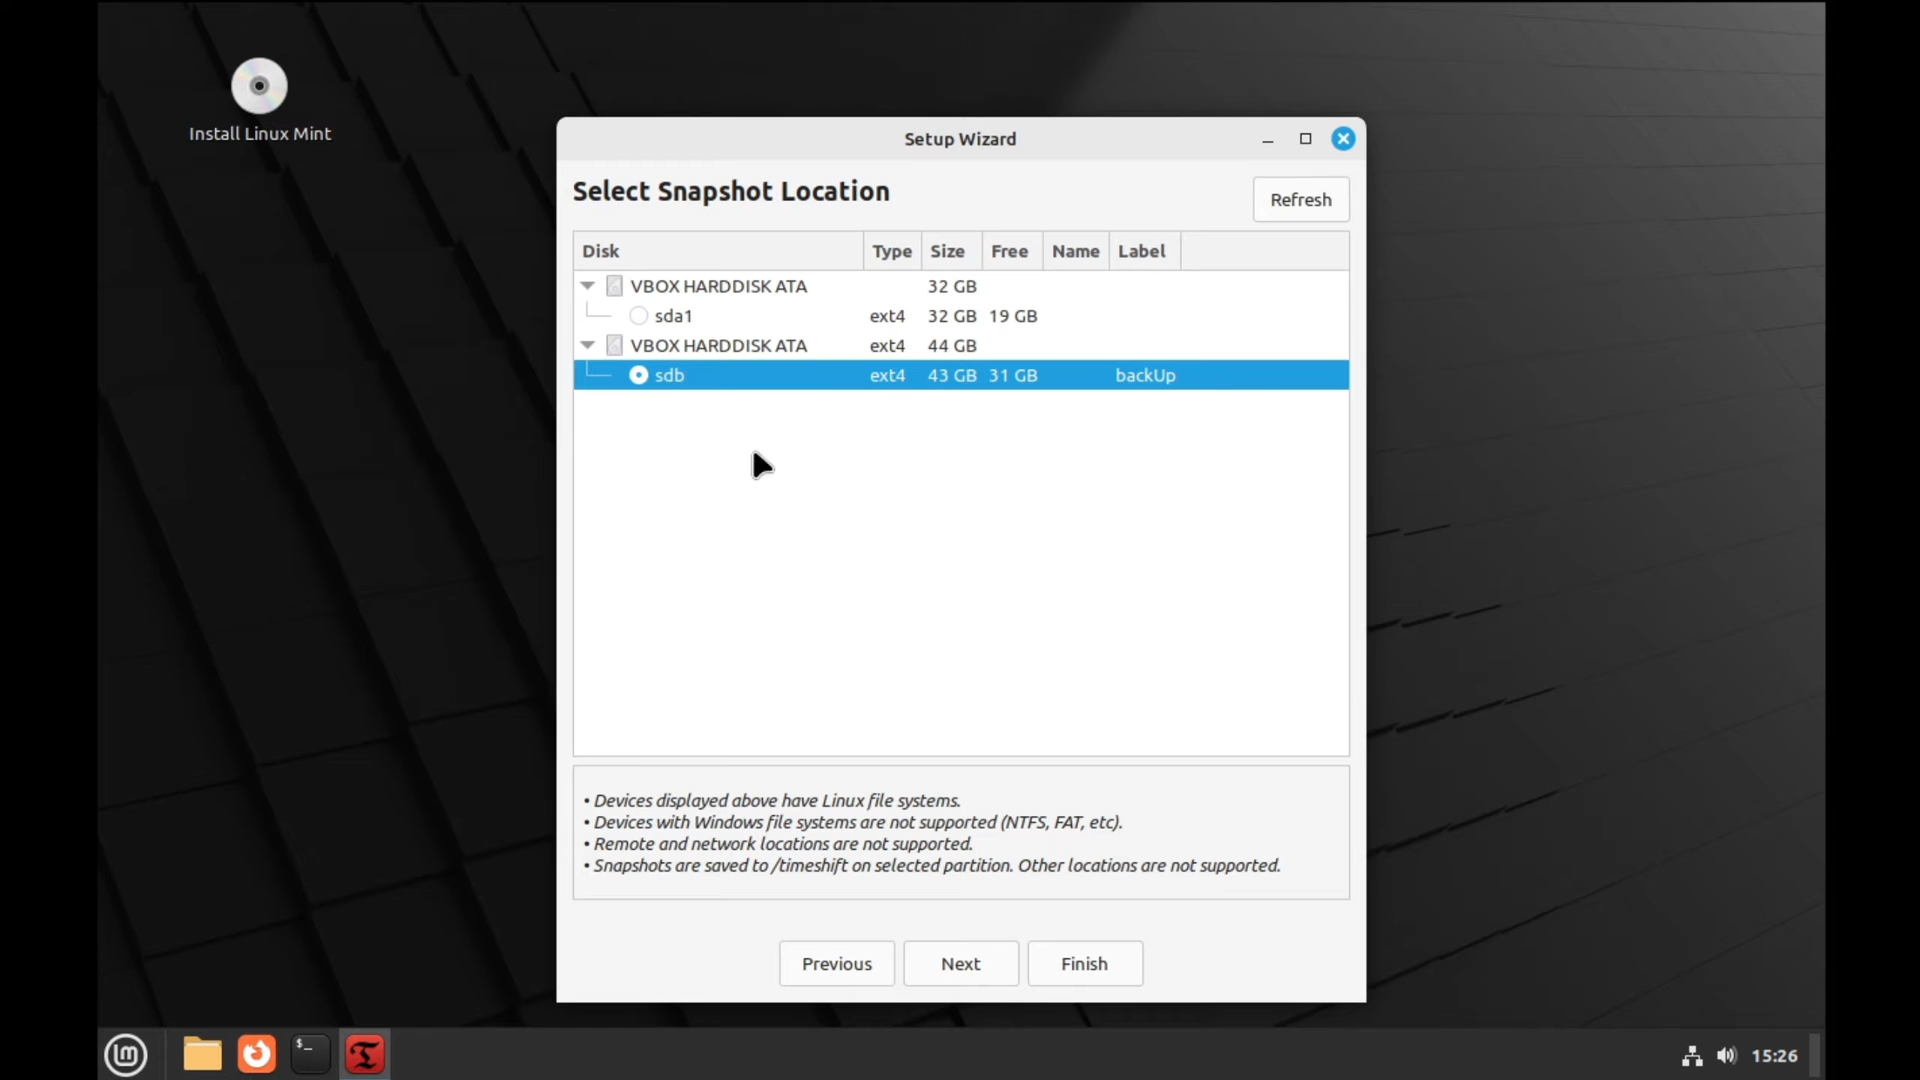 Install Linux Mint
Setup Wizard
Select Snapshot Location
Refresh
Disk Type Size Free Name Label
VBOX HARDDISK ATA 32 GB
sda1 ext4 32 GB 19 GB
VBOX HARDDISK ATA ext4 44 GB
sdb ext4 43 GB 31 GB backUp
• Devices displayed above have Linux file systems.
• Devices with Windows file systems are not supported (NTFS, FAT, etc).
• Remote and network locations are not supported.
• Snapshots are saved to /timeshift on selected partition. Other locations are not supported.
Previous Next Finish
$_
15:26